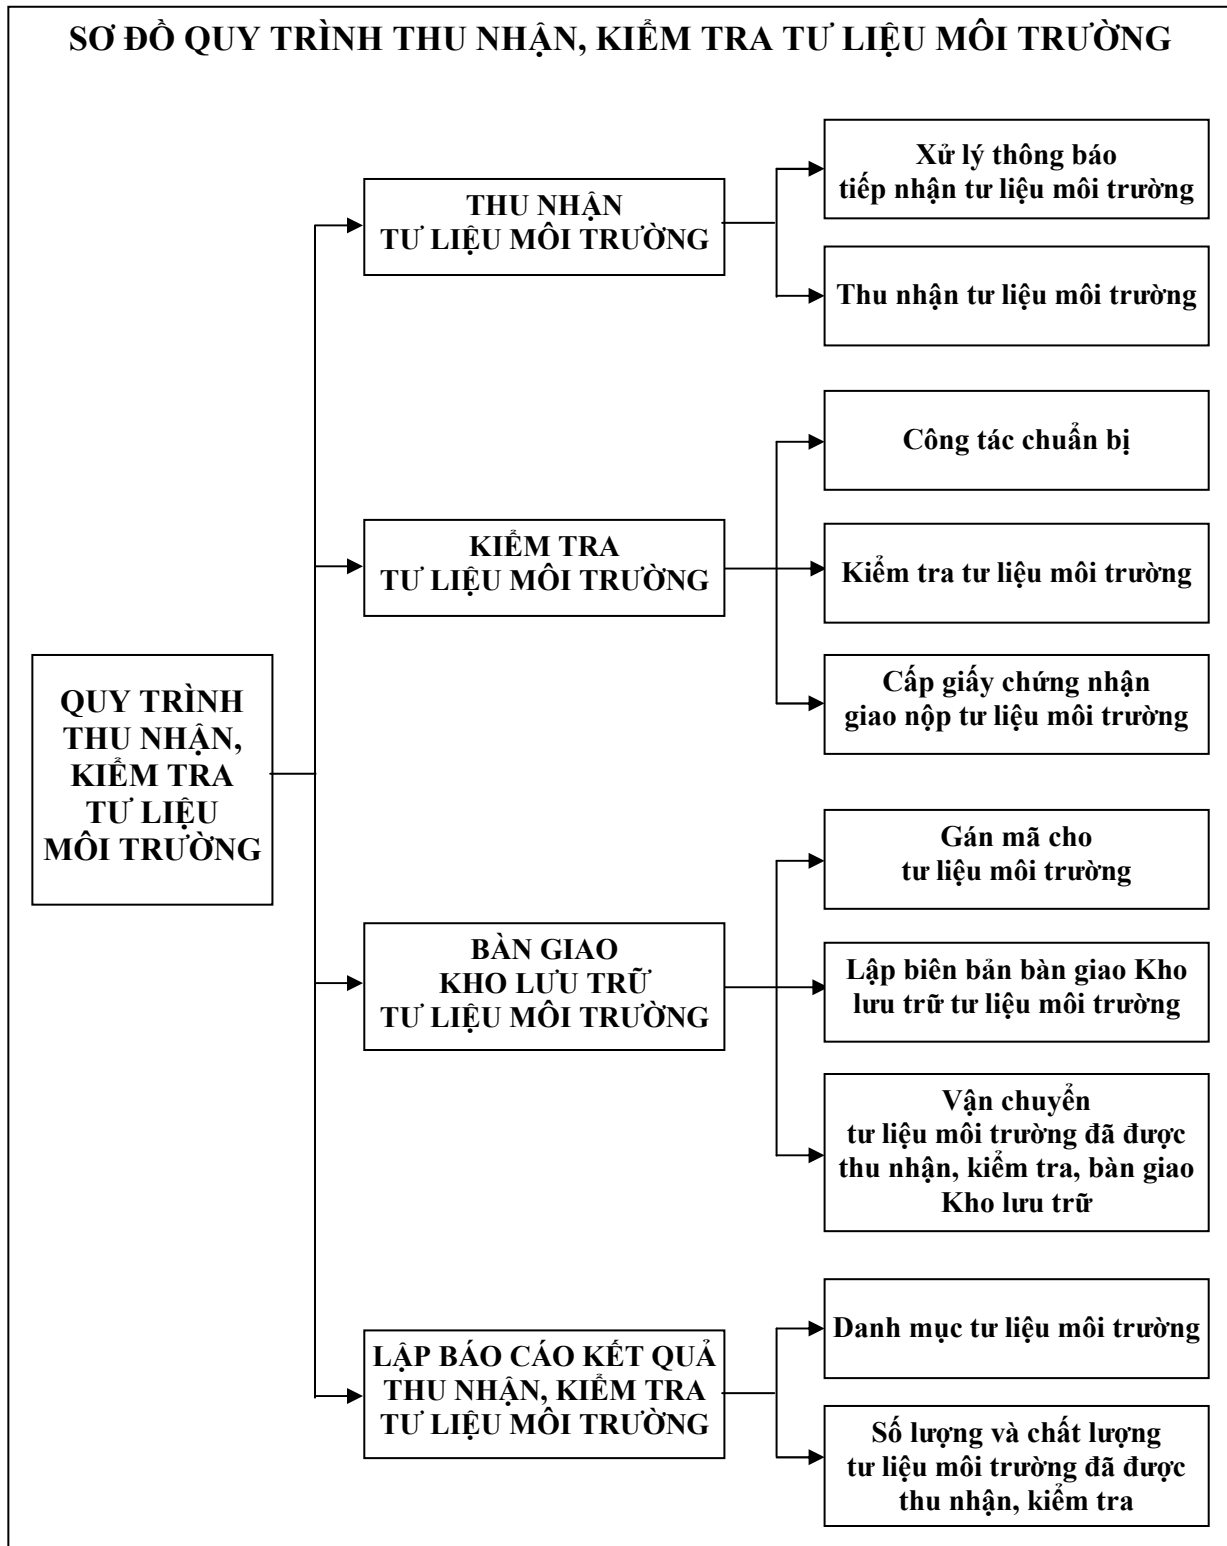 SƠ ĐỒ QUY TRÌNH THU NHẬN, KIỂM TRA TƯ LIỆU MÔI TRƯỜNG
QUY TRÌNH
THU NHẬN,
KIỂM TRA
TƯ LIỆU
MÔI TRƯỜNG
THU NHẬN
TƯ LIỆU MÔI TRƯỜNG
Xử lý thông báo
tiếp nhận tư liệu môi trường
Thu nhận tư liệu môi trường
KIỂM TRA
TƯ LIỆU MÔI TRƯỜNG
Công tác chuẩn bị
Kiểm tra tư liệu môi trường
Cấp giấy chứng nhận
giao nộp tư liệu môi trường
BÀN GIAO
KHO LƯU TRỮ
TƯ LIỆU MÔI TRƯỜNG
Gán mã cho
tư liệu môi trường
Lập biên bản bàn giao Kho
lưu trữ tư liệu môi trường
Vận chuyển
tư liệu môi trường đã được
thu nhận, kiểm tra, bàn giao
Kho lưu trữ
LẬP BÁO CÁO KẾT QUẢ
THU NHẬN, KIỂM TRA
TƯ LIỆU MÔI TRƯỜNG
Danh mục tư liệu môi trường
Số lượng và chất lượng
tư liệu môi trường đã được
thu nhận, kiểm tra